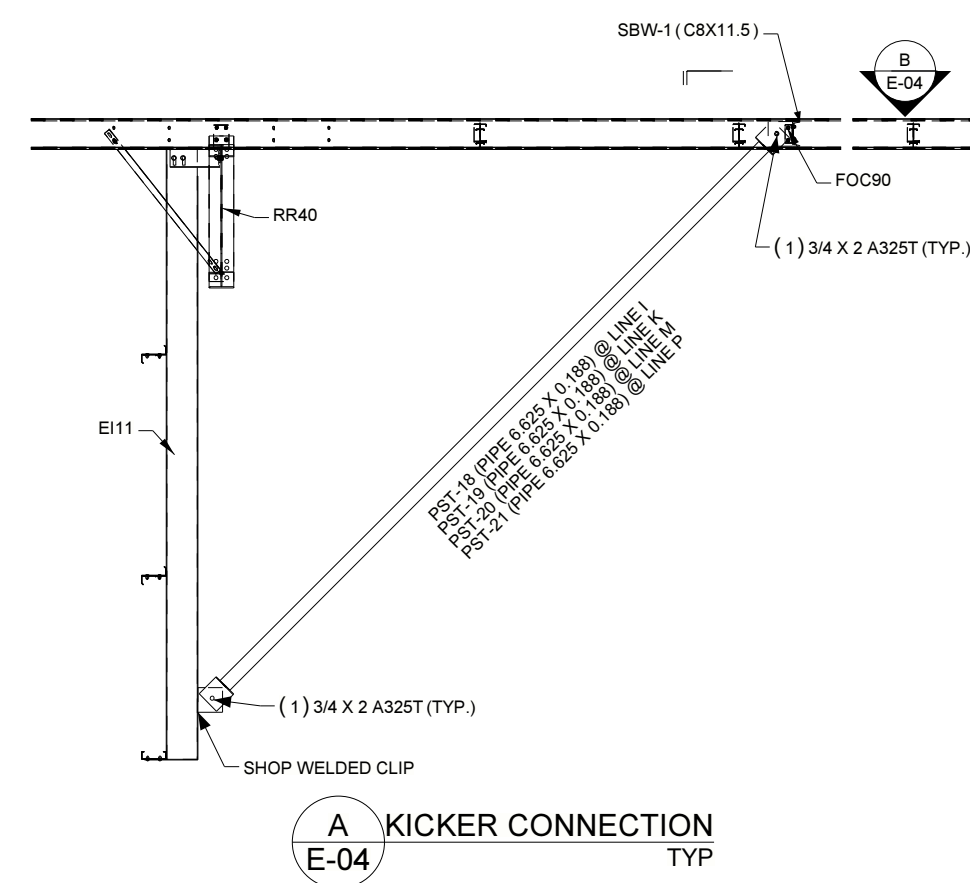 SBW-1 (C8X11.5)
B
E-04
FOC90
RR40
( 1 ) 3/4 X 2 A325T (TYP.)
PST-18 (PIPE 6.625 X 0.188) @ LINE I
PST-19 (PIPE 6.625 X 0.188) @ LINE K
PST-20 (PIPE 6.625 X 0.188) @ LINE M
PST-21 (PIPE 6.625 X 0.188) @ LINE P
EI11
( 1 ) 3/4 X 2 A325T (TYP.)
SHOP WELDED CLIP
A
E-04
KICKER CONNECTION
TYP